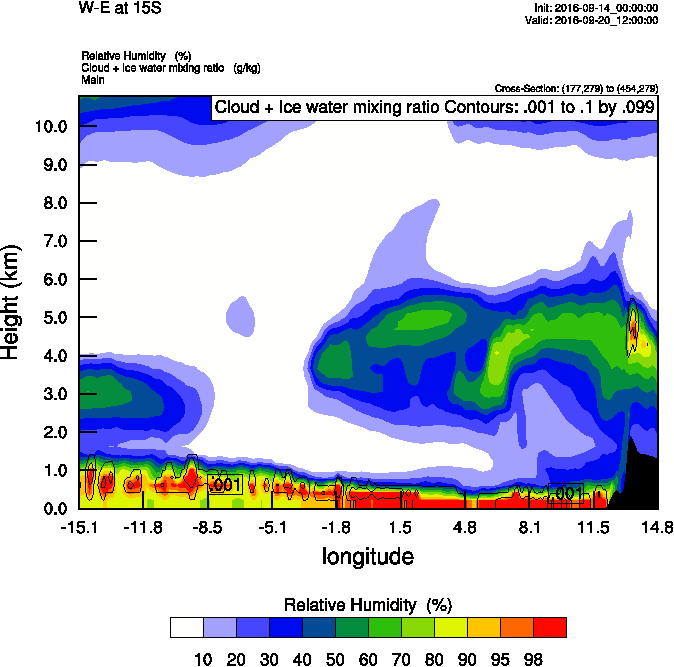 W-E at 15S
Init: 2016-09-14_00:00:00
Valid: 2016-09-20_12:00:00
Relative Humidity (%)
Cloud + Ice water mixing ratio (g/kg)
Main
Cross-Section: (177,279) to (454,279)
Cloud + Ice water mixing ratio Contours: .001 to .1 by .099
10.0
9.0
8.0
7.0
6.0
5.0
4.0
3.0
2.0
1.0
0.0
Height (km)
.001
.001
-15.1 -11.8 -8.5 -5.1 -1.8 1.5 4.8 8.1 11.5 14.8
longitude
Relative Humidity (%)
10 20 30 40 50 60 70 80 90 95 98